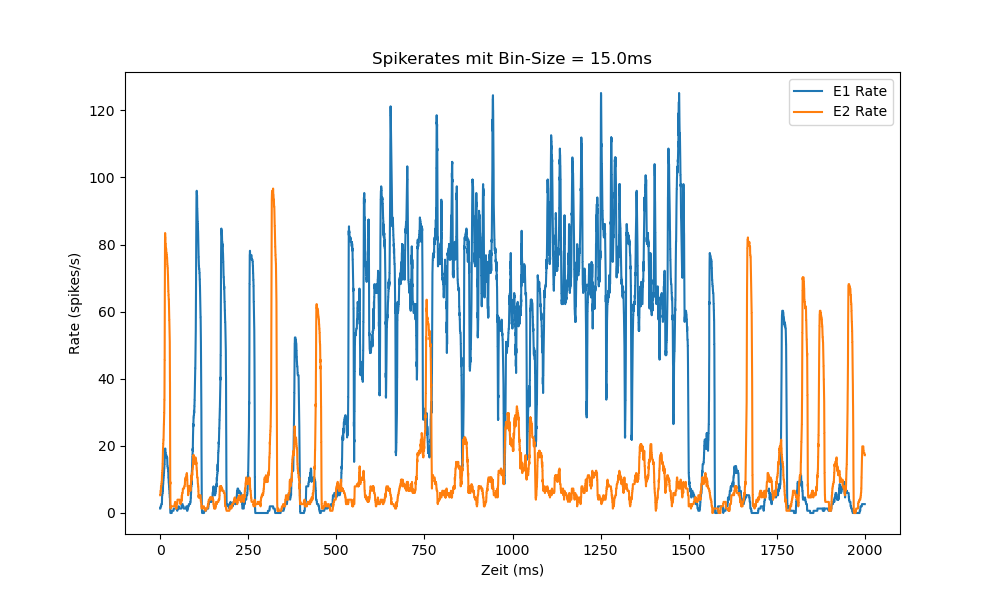 Spikerates mit Bin-Size = 15.0ms
E1 Rate
E2 Rate
Rate (spikes/s)
120
100
80
60
40
20
0
0 250 500 750 1000 1250 1500 1750 2000
Zeit (ms)